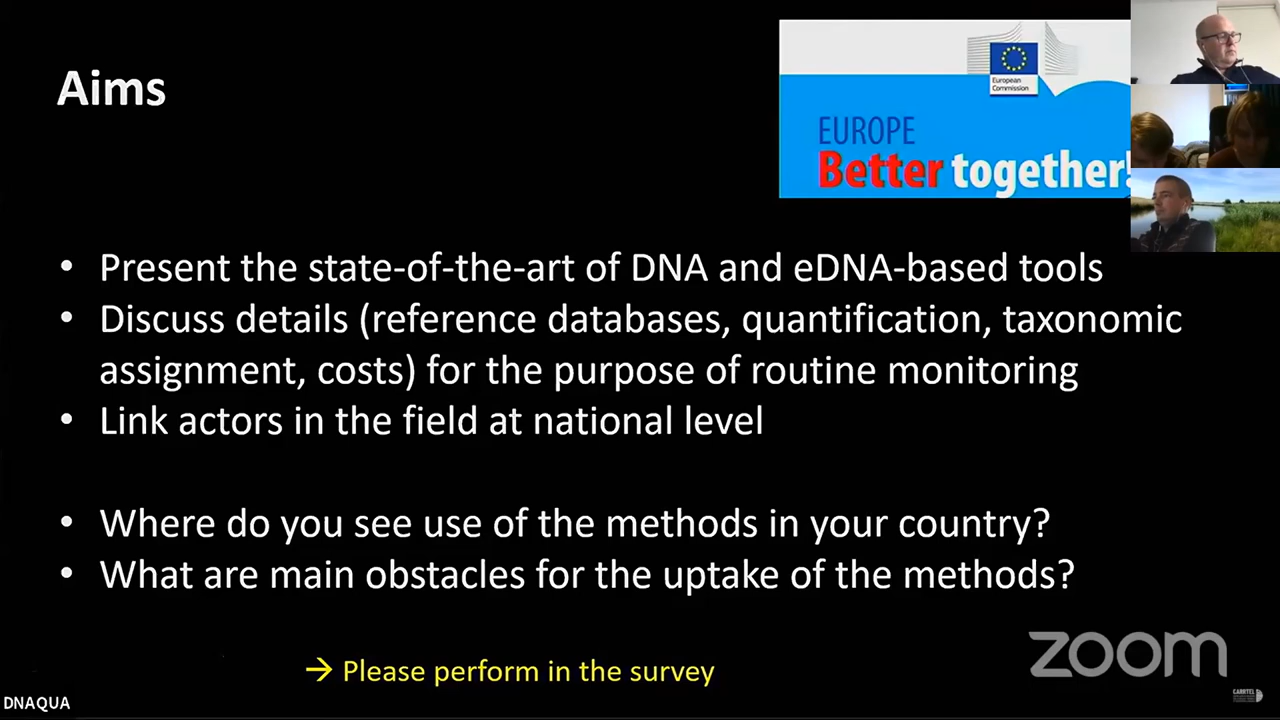 Aims
European
Commission
EUROPE
Better together!
• Present the state-of-the-art of DNA and eDNA-based tools
• Discuss details (reference databases, quantification, taxonomic
assignment, costs) for the purpose of routine monitoring
• Link actors in the field at national level
• Where do you see use of the methods in your country?
• What are main obstacles for the uptake of the methods?
→ Please perform in the survey
zoom
DNAQUA
CARRTEL